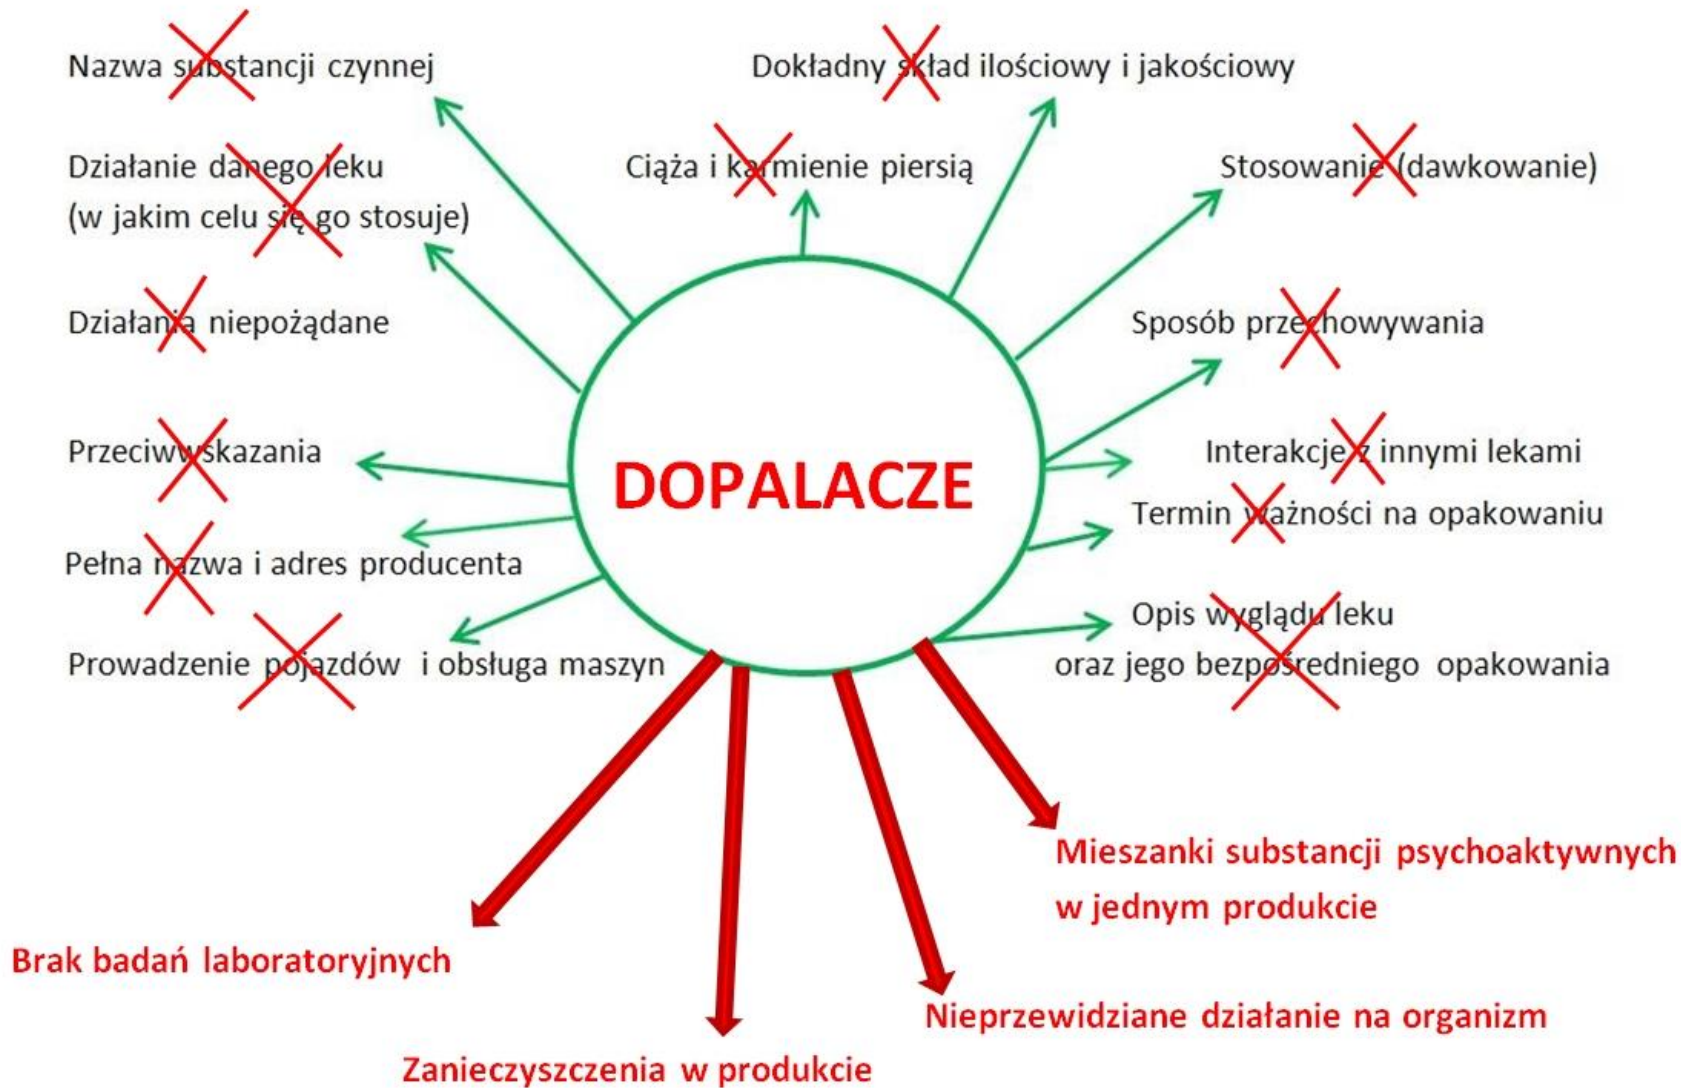 Nazwa substancji czynnej
Dokładny skład ilościowy i jakościowy
Działanie danego leku
(w jakim celu się go stosuje)
Ciąża i karmienie piersią
Stosowanie (dawkowanie)
Działania niepożądane
Sposób przechowywania
Przeciwwskazania
Interakcje z innymi lekami
DOPALACZE
Termin ważności na opakowaniu
Pełna nazwa i adres producenta
Opis wyglądu leku
oraz jego bezpośredniego opakowania
Prowadzenie pojazdów i obsługa maszyn
Mieszanki substancji psychoaktywnych
w jednym produkcie
Brak badań laboratoryjnych
Nieprzewidziane działanie na organizm
Zanieczyszczenia w produkcie